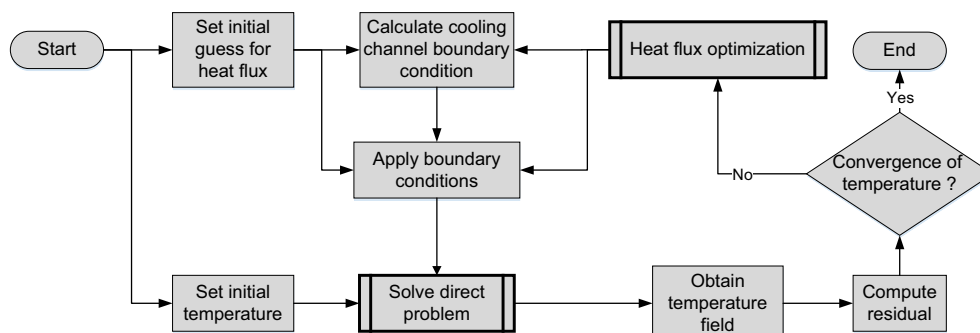 Start
Set initial
guess for
heat flux
Calculate cooling
channel boundary
condition
Heat flux optimization
End
Yes
Apply boundary
conditions
No
Convergence of
temperature ?
Set initial
temperature
Solve direct
problem
Obtain
temperature
field
Compute
residual